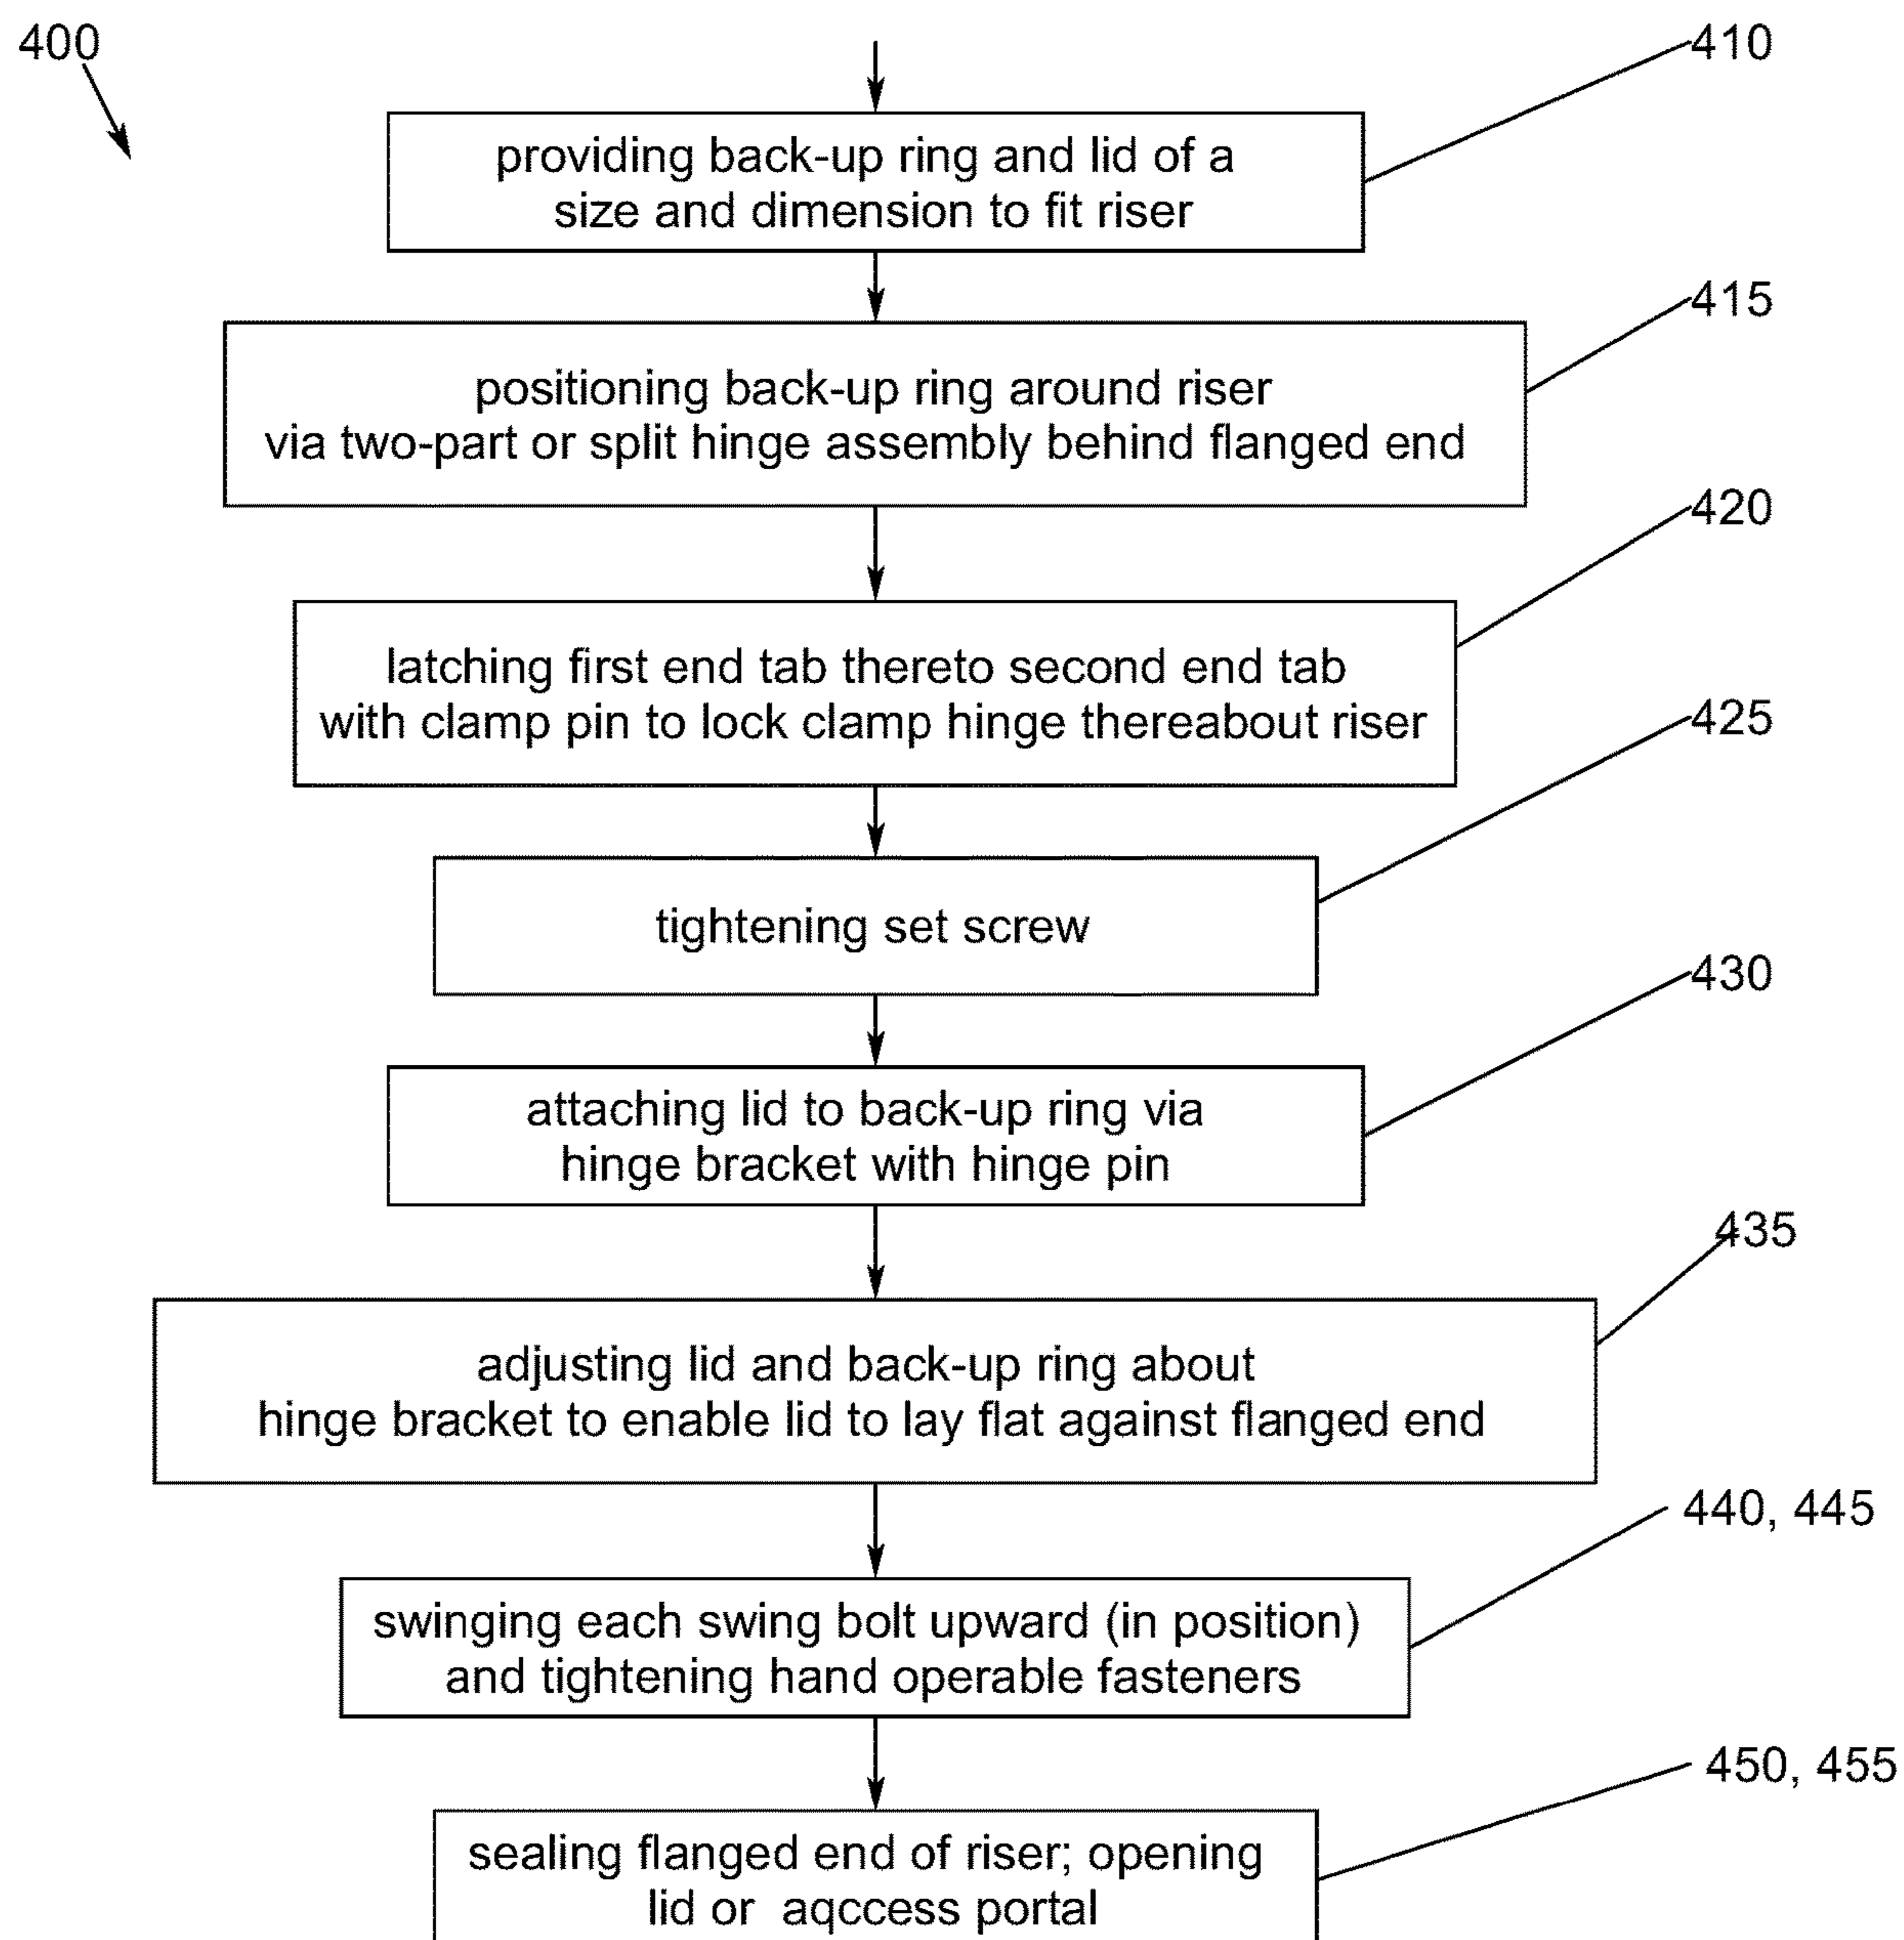 400
410
providing back-up ring and lid of a
size and dimension to fit riser
415
positioning back-up ring around riser
via two-part or split hinge assembly behind flanged end
420
latching first end tab thereto second end tab
with clamp pin to lock clamp hinge thereabout riser
425
tightening set screw
430
attaching lid to back-up ring via
hinge bracket with hinge pin
435
adjusting lid and back-up ring about
hinge bracket to enable lid to lay flat against flanged end
440, 445
swinging each swing bolt upward (in position)
and tightening hand operable fasteners
450, 455
sealing flanged end of riser; opening
lid or aqccess portal